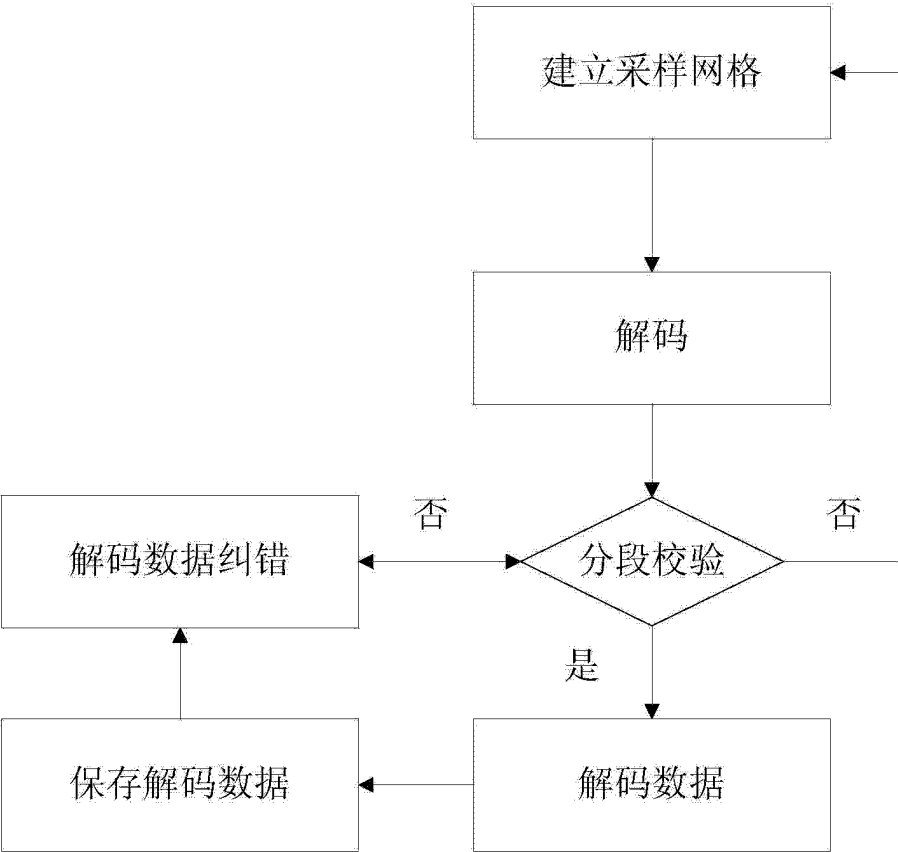 建立采样网格
解码
否
否
解码数据纠错
分段校验
是
保存解码数据
解码数据